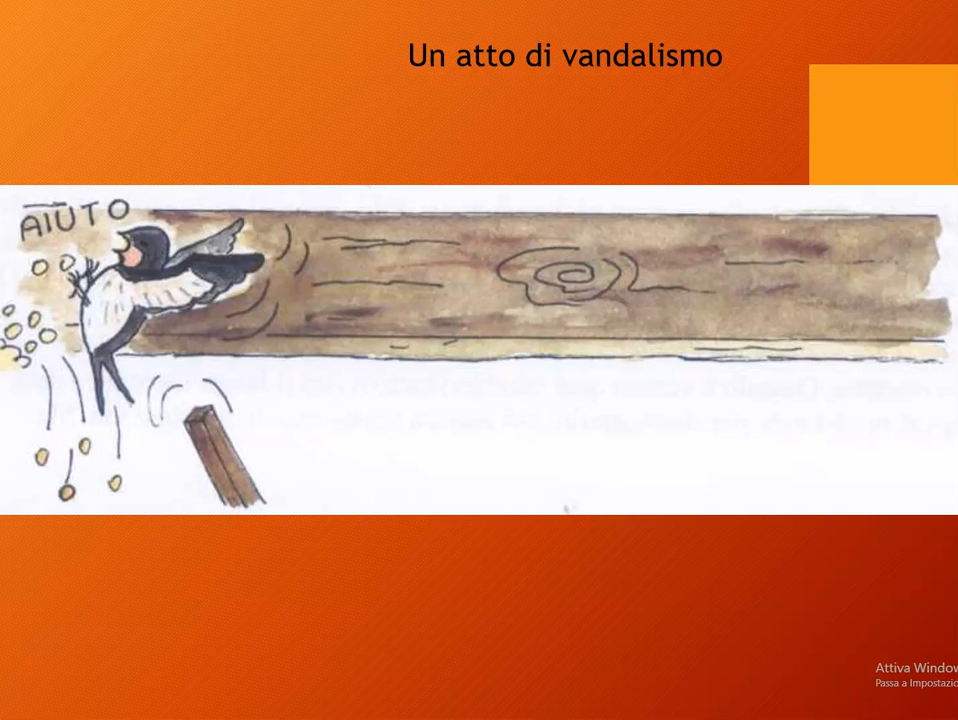 Un atto di vandalismo
AIUTO
Attiva Window
Passa a Impostazio